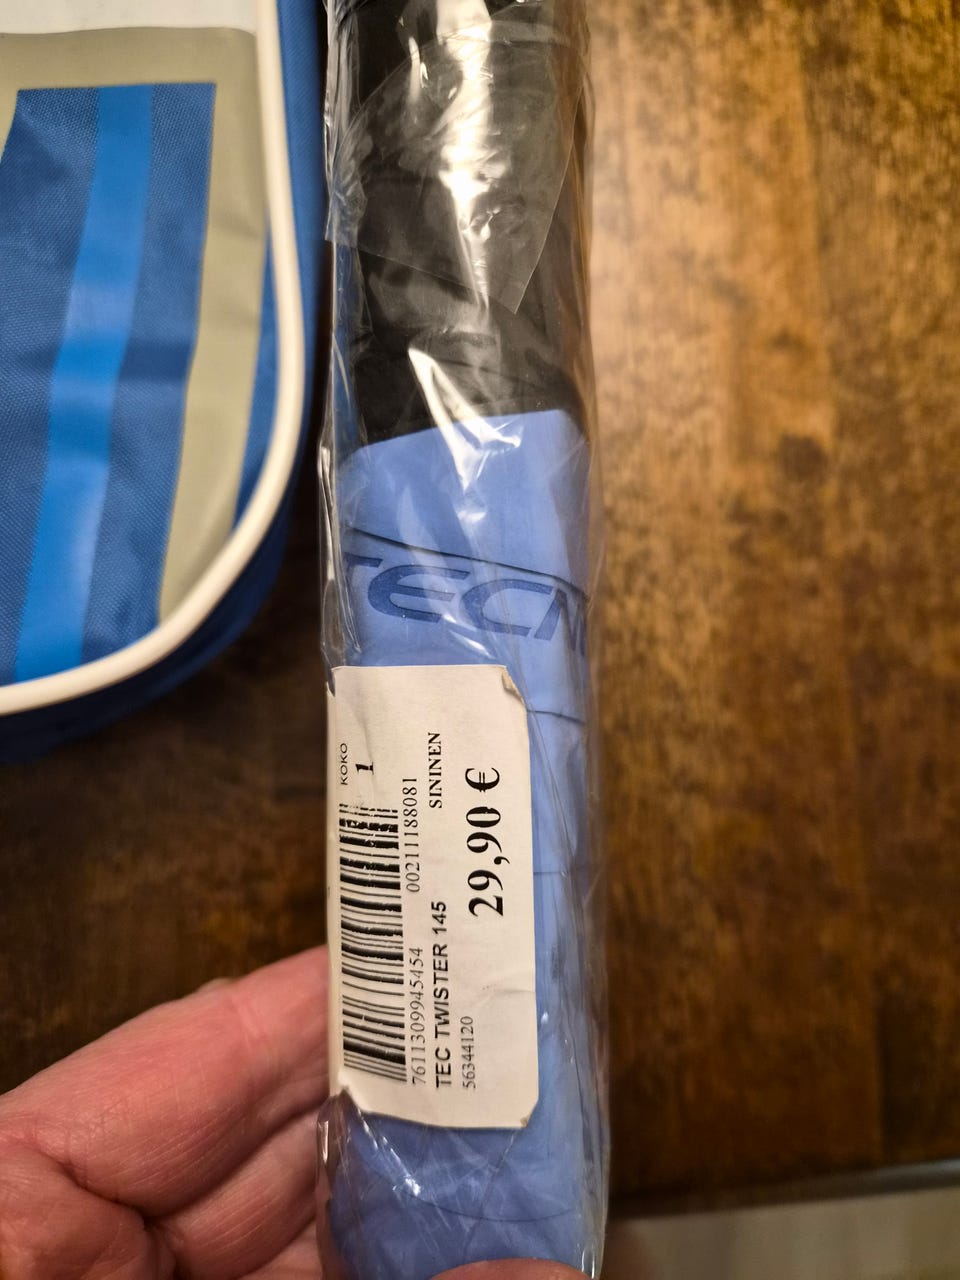 TECN
KOKO
1
7611309945454 00211188081
TEC TWISTER 145 SININEN
56344120 29,90 €